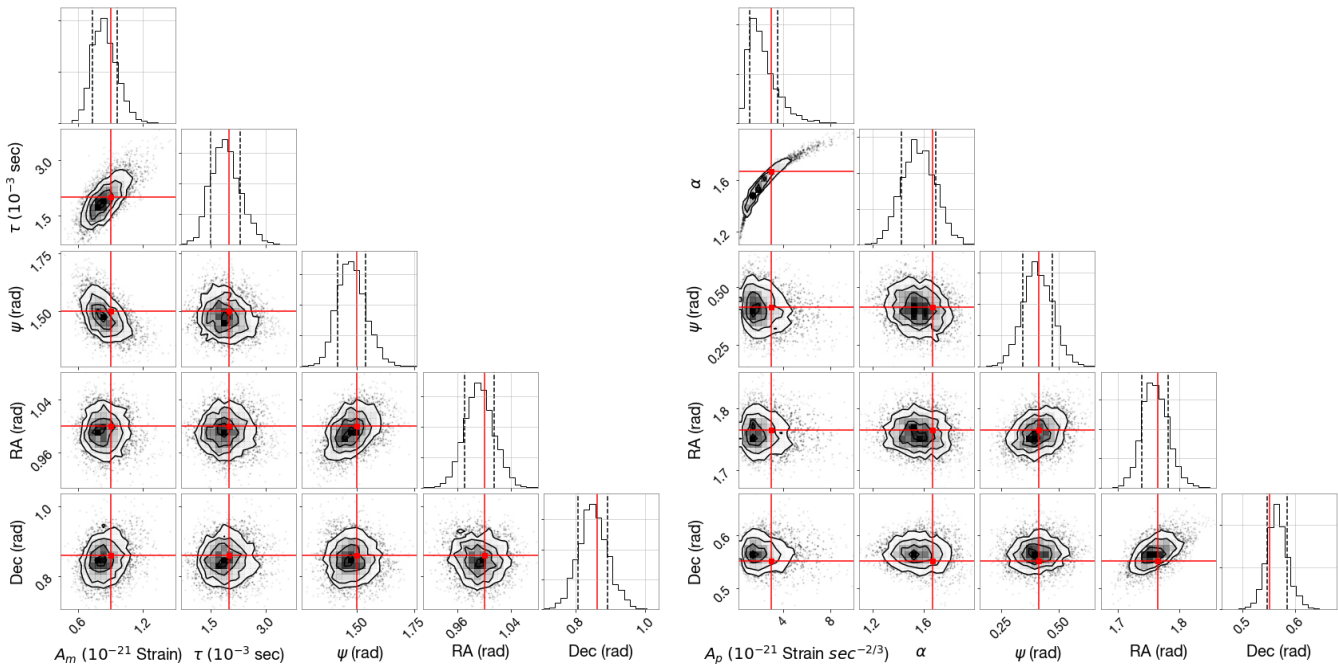 τ (10⁻³ sec)
3.0
1.5
ψ (rad)
1.75
1.50
RA (rad)
1.04
0.96
Dec (rad)
1.0
0.8
0.6
1.2
1.5
3.0
1.50
1.75
0.96
1.04
0.8
1.0
A_m (10⁻²¹ Strain)
τ (10⁻³ sec)
ψ (rad)
RA (rad)
Dec (rad)
α
1.6
1.2
ψ (rad)
0.50
0.25
RA (rad)
1.8
1.7
Dec (rad)
0.6
0.5
4
8
1.2
1.6
0.25
0.50
1.7
1.8
0.5
0.6
A_p (10⁻²¹ Strain sec⁻²/³)
α
ψ (rad)
RA (rad)
Dec (rad)